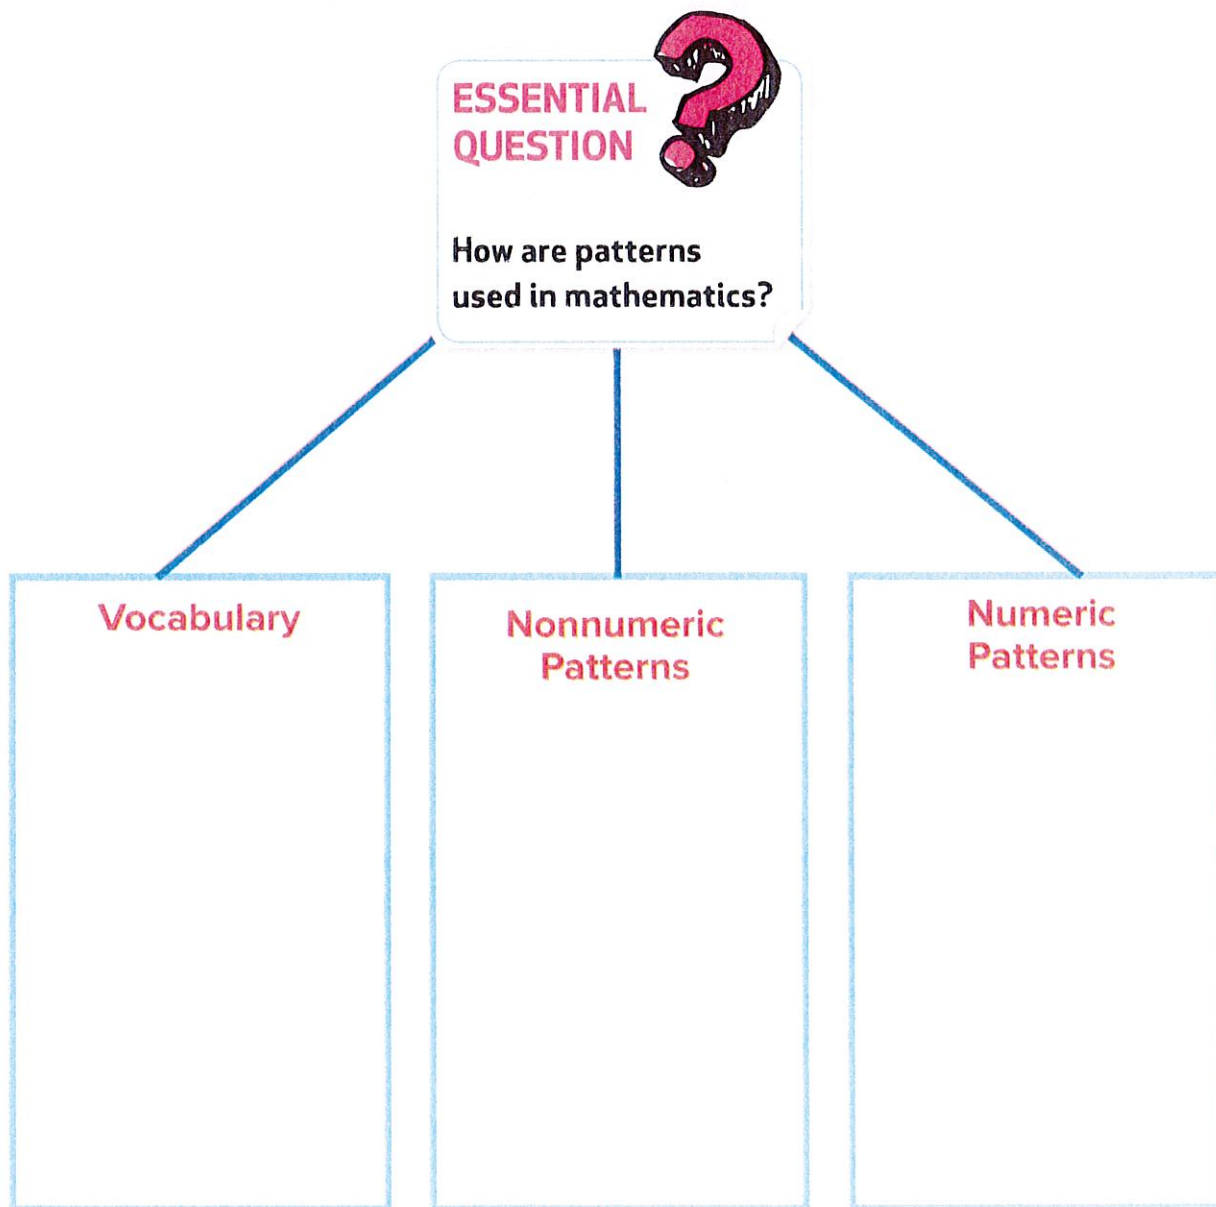 ESSENTIAL
QUESTION
How are patterns
used in mathematics?
Vocabulary
Nonnumeric
Patterns
Numeric
Patterns